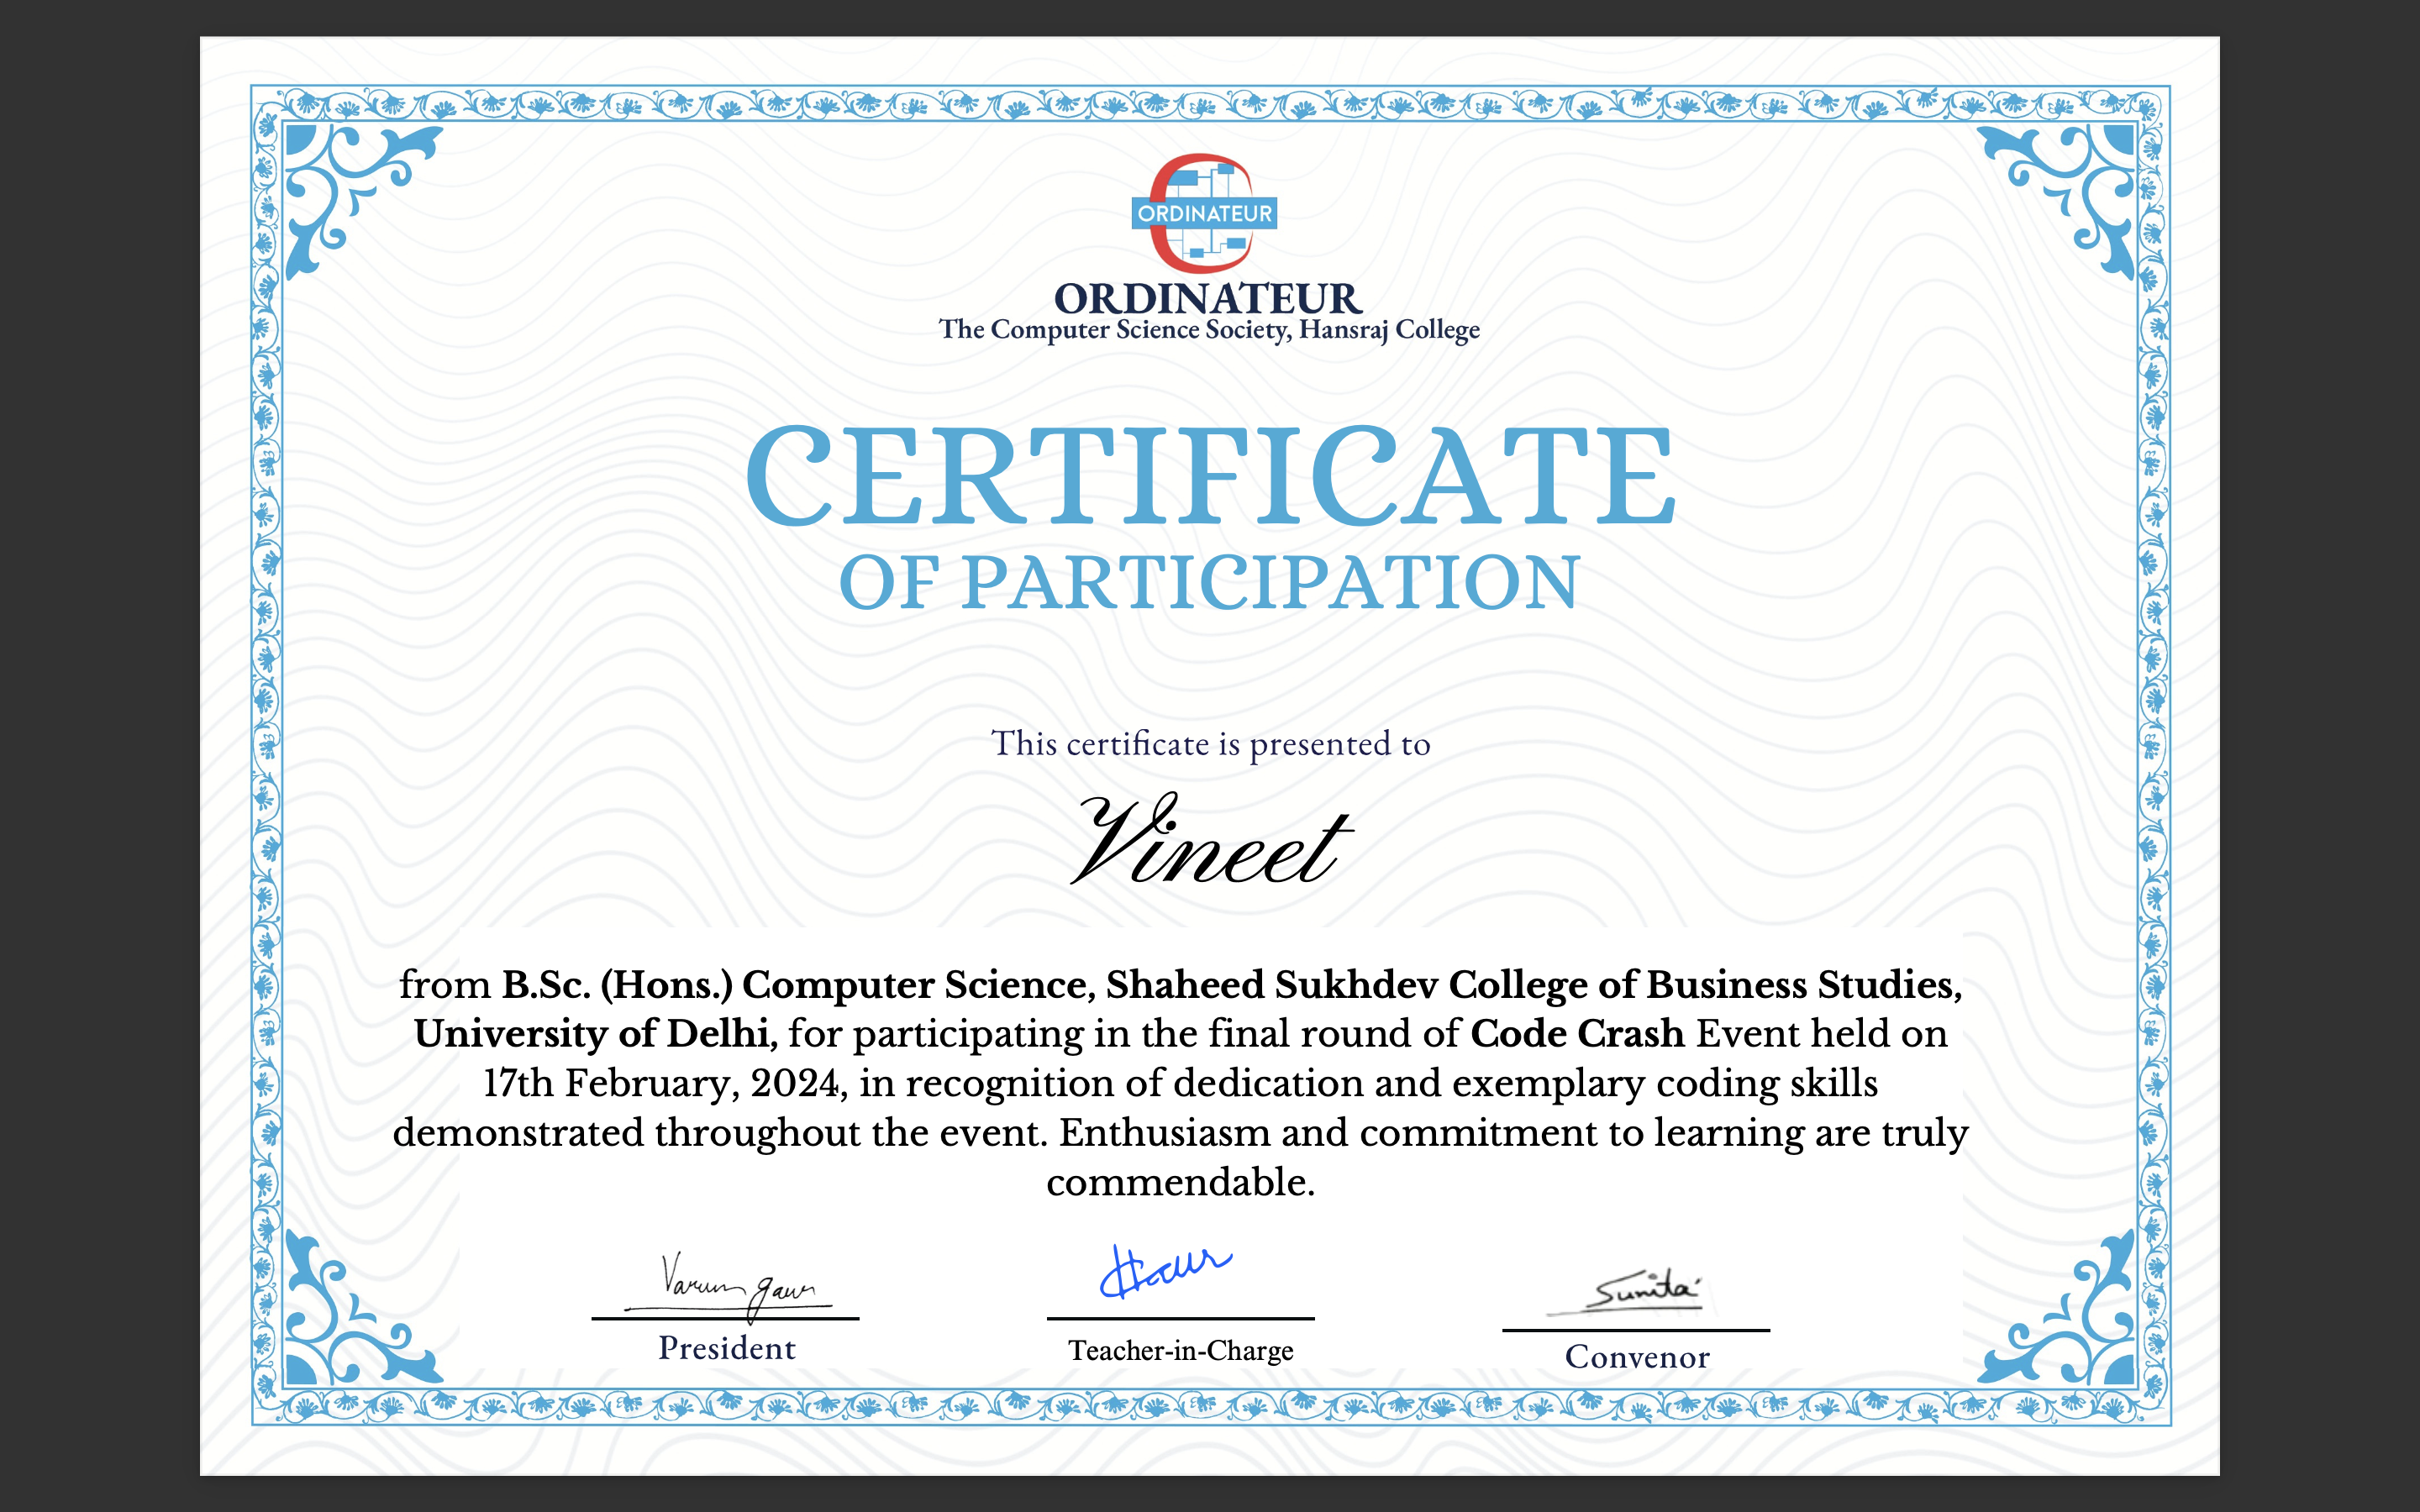 ORDINATEUR
ORDINATEUR
The Computer Science Society, Hansraj College
CERTIFICATE
OF PARTICIPATION
This certificate is presented to
Vineet
from B.Sc. (Hons.) Computer Science, Shaheed Sukhdev College of Business Studies,
University of Delhi, for participating in the final round of Code Crash Event held on
17th February, 2024, in recognition of dedication and exemplary coding skills
demonstrated throughout the event. Enthusiasm and commitment to learning are truly
commendable.
Varun gaur
Sunita
President
Teacher-in-Charge
Convenor